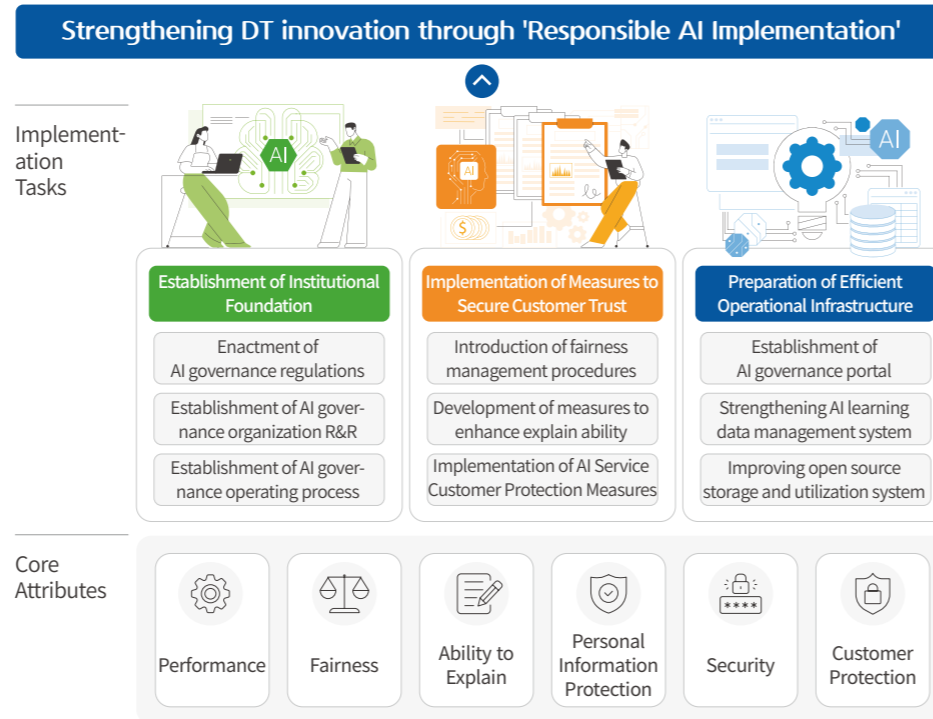 Strengthening DT innovation through 'Responsible AI Implementation'
Implement-
ation
Tasks
AI
AI
$
AI
Establishment of Institutional
Foundation
Enactment of
AI governance regulations
Establishment of AI gover-
nance organization R&R
Establishment of AI gover-
nance operating process
Implementation of Measures to
Secure Customer Trust
Introduction of fairness
management procedures
Development of measures to
enhance explain ability
Implementation of AI Service
Customer Protection Measures
Preparation of Efficient
Operational Infrastructure
Establishment of
AI governance portal
Strengthening AI learning
data management system
Improving open source
storage and utilization system
Core
Attributes
Performance
Fairness
Ability to
Explain
Personal
Information
Protection
****
Security
Customer
Protection